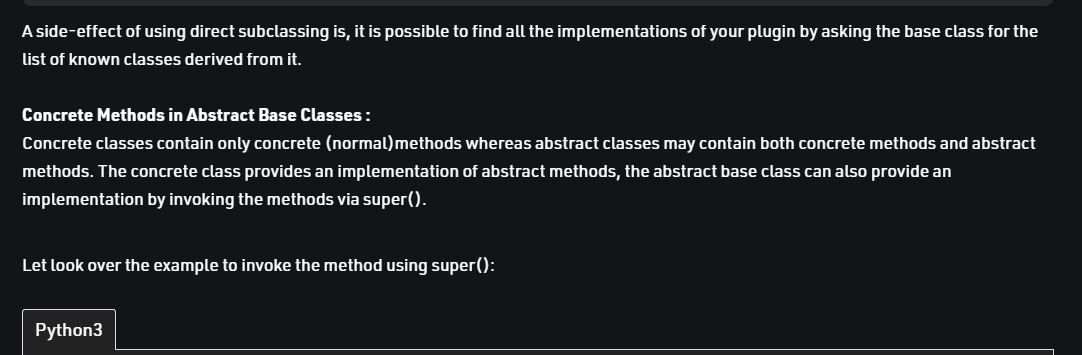 A side-effect of using direct subclassing is, it is possible to find all the implementations of your plugin by asking the base class for the
list of known classes derived from it.
Concrete Methods in Abstract Base Classes :
Concrete classes contain only concrete (normal)methods whereas abstract classes may contain both concrete methods and abstract
methods. The concrete class provides an implementation of abstract methods, the abstract base class can also provide an
implementation by invoking the methods via super().
Let look over the example to invoke the method using super():
Python3